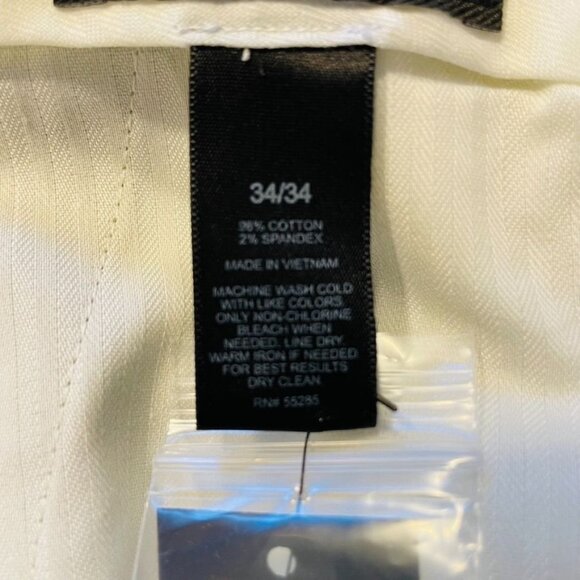 34/34
98% COTTON
2% SPANDEX
MADE IN VIETNAM
MACHINE WASH COLD
WITH LIKE COLORS.
ONLY NON-CHLORINE
BLEACH WHEN
NEEDED. LINE DRY.
WARM IRON IF NEEDED
FOR BEST RESULTS
DRY CLEAN.
RN# 55285